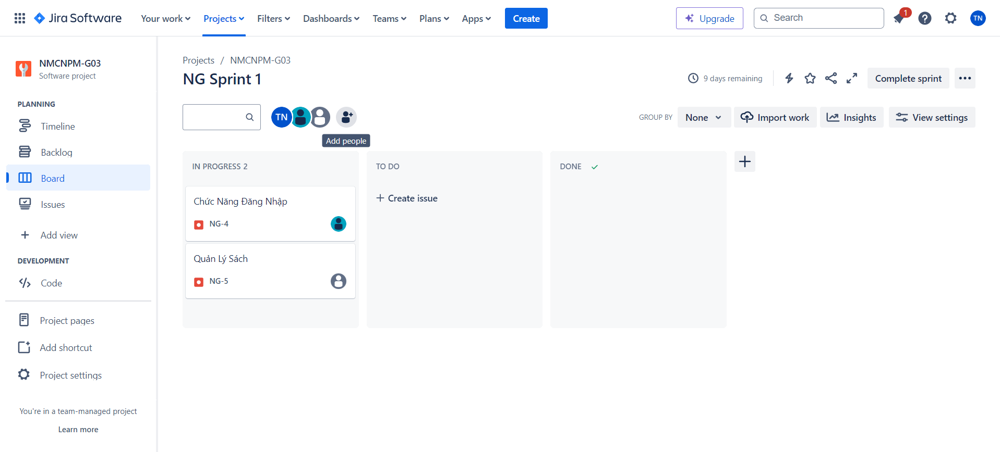 Jira Software Your work Projects Filters Dashboards Teams Plans Apps Create Upgrade Search 1 TN
NMCNPM-G03
Software project
PLANNING
Timeline
Backlog
Board
Issues
Add view
DEVELOPMENT
Code
Project pages
Add shortcut
Project settings
You're in a team-managed project
Learn more
Projects / NMCNPM-G03
NG Sprint 1
9 days remaining Complete sprint
TN
GROUP BY None Import work Insights View settings
Add people
IN PROGRESS 2
Chức Năng Đăng Nhập
NG-4
Quản Lý Sách
NG-5
TO DO
Create issue
DONE